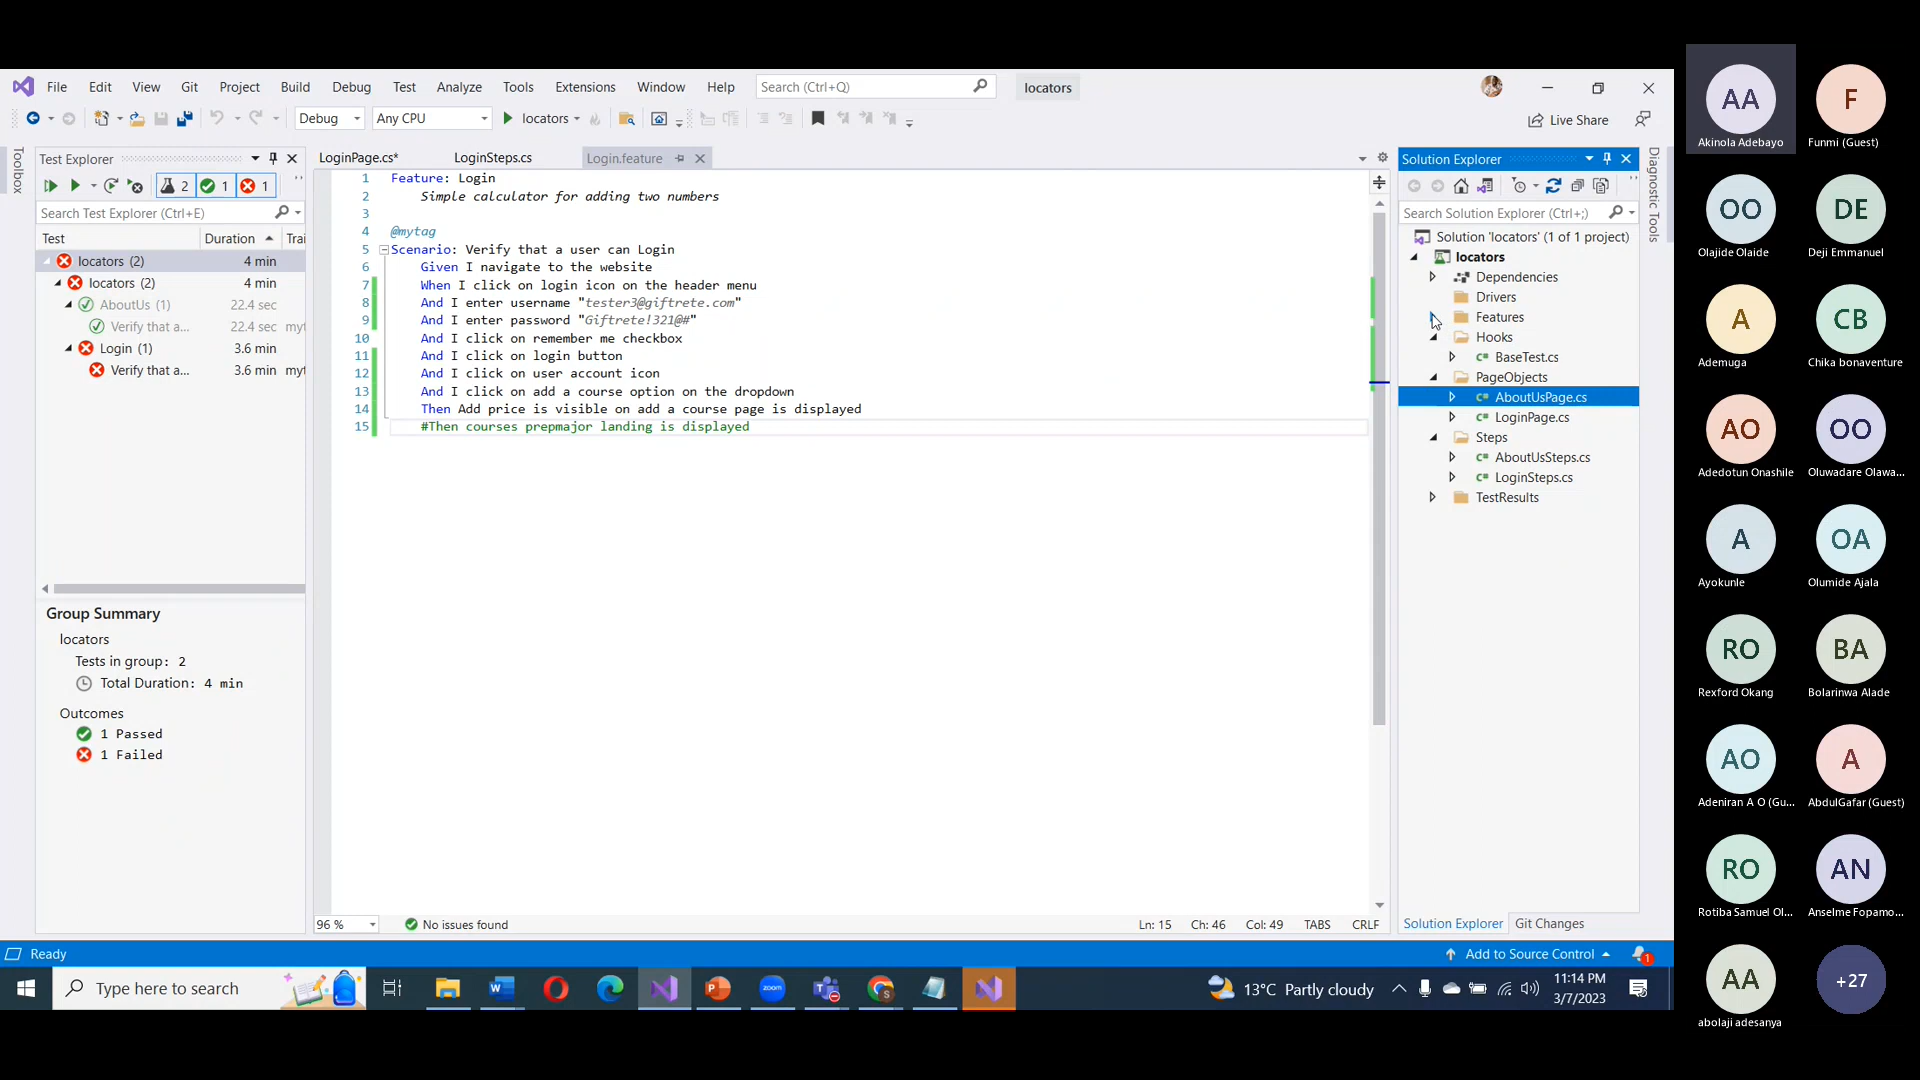 File Edit View Git Project Build Debug Test Analyze Tools Extensions Window Help Search (Ctrl+Q) locators
Debug Any CPU locators Live Share
Toolbox
Test Explorer
2 1 1
Search Test Explorer (Ctrl+E)
Test Duration Trai
locators (2) 4 min
locators (2) 4 min
AboutUs (1) 22.4 sec
Verify that a... 22.4 sec myt
Login (1) 3.6 min
Verify that a... 3.6 min myt
Group Summary
locators
Tests in group: 2
Total Duration: 4 min
Outcomes
1 Passed
1 Failed
LoginPage.cs* LoginSteps.cs Login.feature
1 Feature: Login
2 Simple calculator for adding two numbers
3
4 @mytag
5 Scenario: Verify that a user can Login
6 Given I navigate to the website
7 When I click on login icon on the header menu
8 And I enter username "tester3@giftrete.com"
9 And I enter password "Giftrete!321@#"
10 And I click on remember me checkbox
11 And I click on login button
12 And I click on user account icon
13 And I click on add a course option on the dropdown
14 Then Add price is visible on add a course page is displayed
15 #Then courses prepmajor landing is displayed
96 % No issues found Ln: 15 Ch: 46 Col: 49 TABS CRLF
Solution Explorer
Search Solution Explorer (Ctrl+;)
Solution 'locators' (1 of 1 project)
locators
Dependencies
Drivers
Features
Hooks
C# BaseTest.cs
PageObjects
C# AboutUsPage.cs
C# LoginPage.cs
Steps
C# AboutUsSteps.cs
C# LoginSteps.cs
TestResults
Solution Explorer Git Changes
Diagnostic Tools
Ready Add to Source Control 1
Type here to search W P zoom T S 13°C Partly cloudy 11:14 PM
3/7/2023
AA F
Akinola Adebayo Funmi (Guest)
OO DE
Olajide Olaide Deji Emmanuel
A CB
Ademuga Chika bonaventure
AO OO
Adedotun Onashile Oluwadare Olawa...
A OA
Ayokunle Olumide Ajala
RO BA
Rexford Okang Bolarinwa Alade
AO A
Adeniran A O (Gu... AbdulGafar (Guest)
RO AN
Rotiba Samuel Ol... Anselme Fopamo...
AA +27
abolaji adesanya